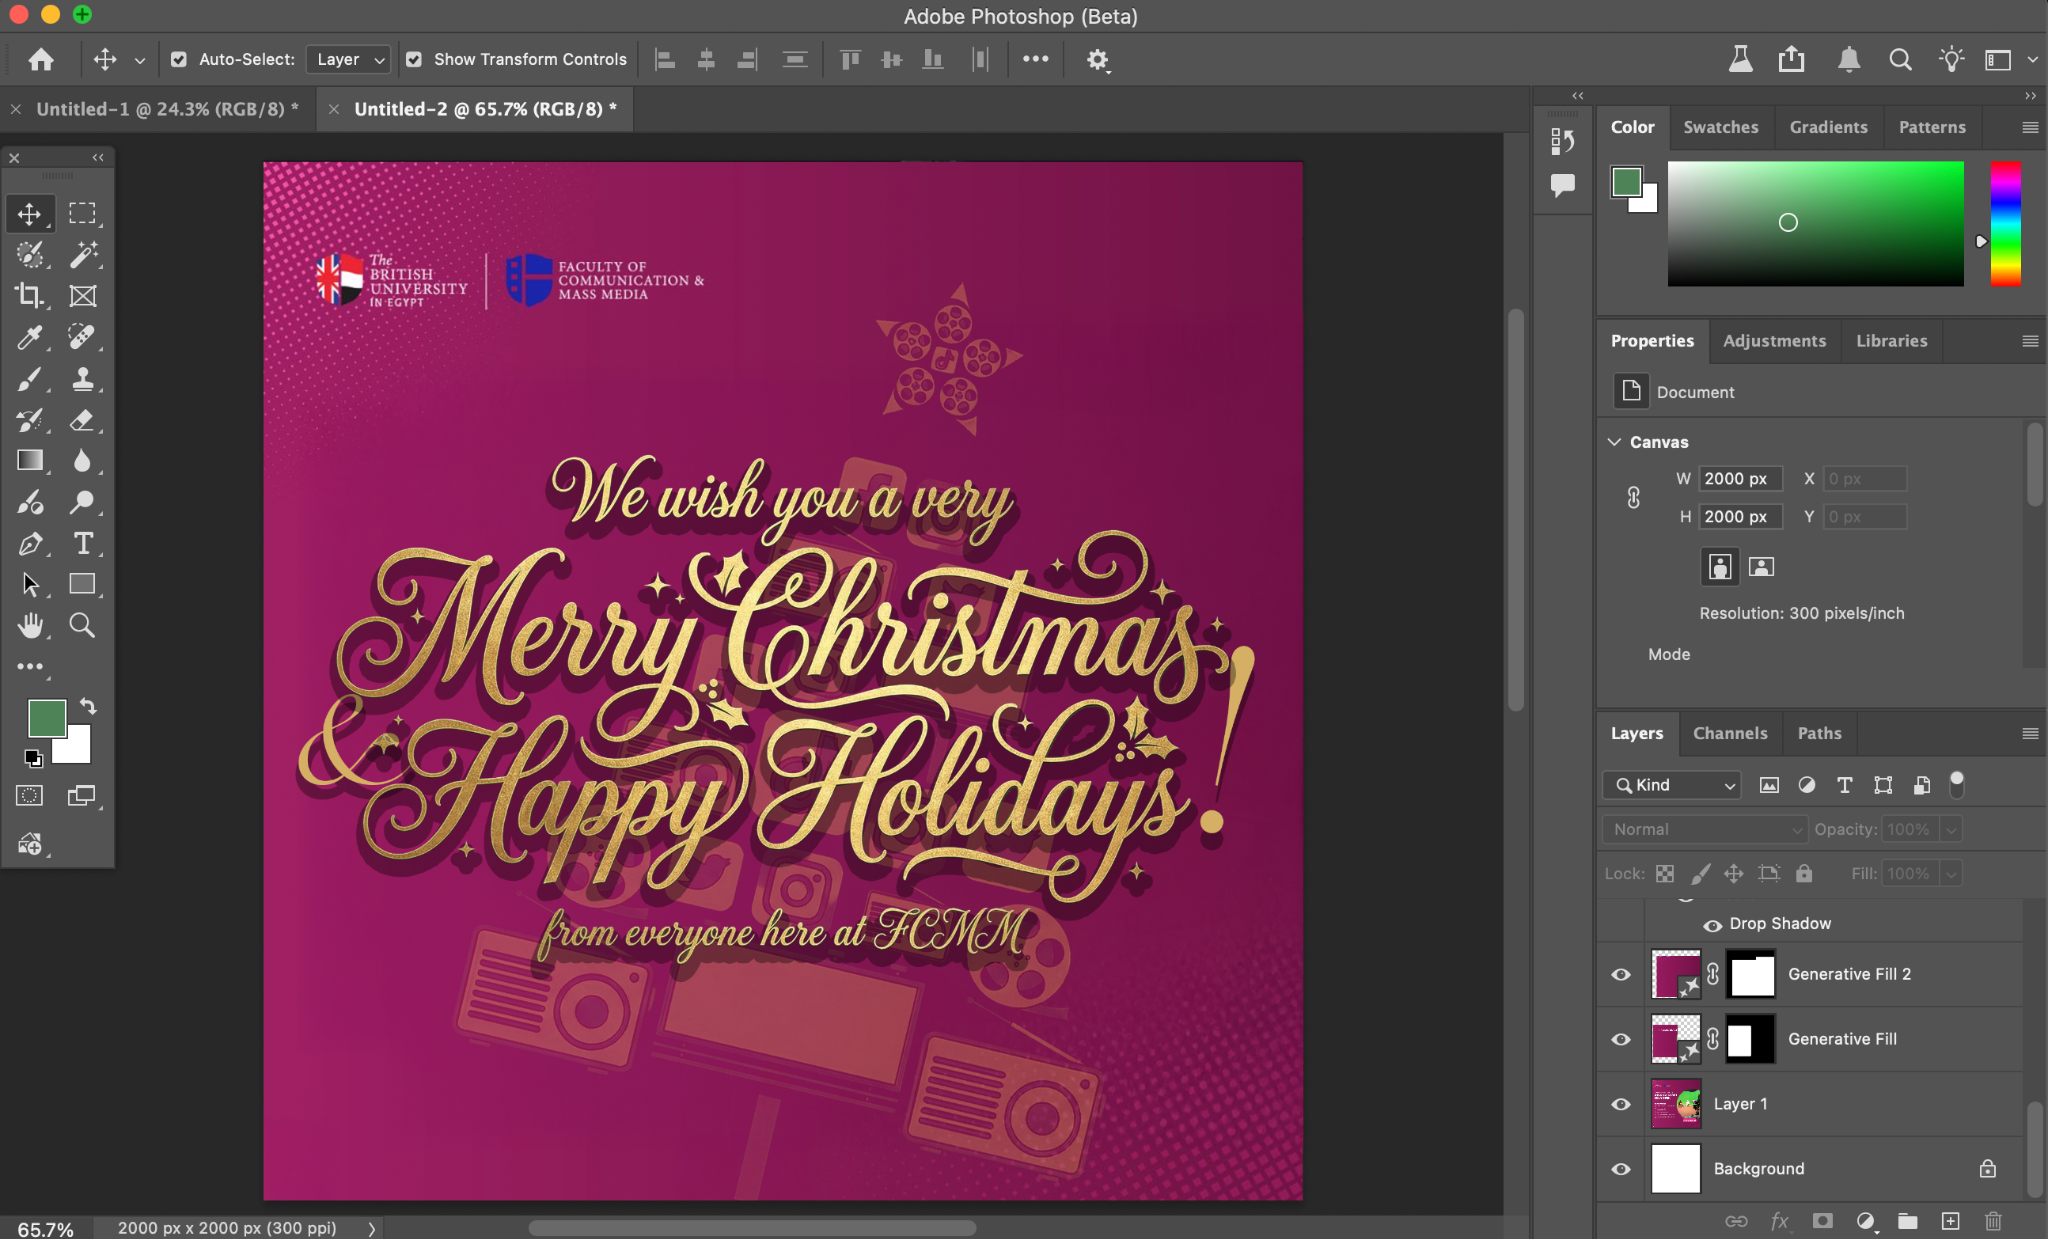 Adobe Photoshop (Beta)
Auto-Select: Layer Show Transform Controls
Untitled-1 @ 24.3% (RGB/8) *
Untitled-2 @ 65.7% (RGB/8) *
The
BRITISH
UNIVERSITY
IN EGYPT
FACULTY OF
COMMUNICATION &
MASS MEDIA
We wish you a very
Merry Christmas
& Happy Holidays!
from everyone here at FCMM
65.7% 2000 px x 2000 px (300 ppi)
Color Swatches Gradients Patterns
Properties Adjustments Libraries
Document
Canvas
W 2000 px X 0 px
H 2000 px Y 0 px
Resolution: 300 pixels/inch
Mode
Layers Channels Paths
Kind
Normal Opacity: 100%
Lock: Fill: 100%
Drop Shadow
Generative Fill 2
Generative Fill
Layer 1
Background
fx